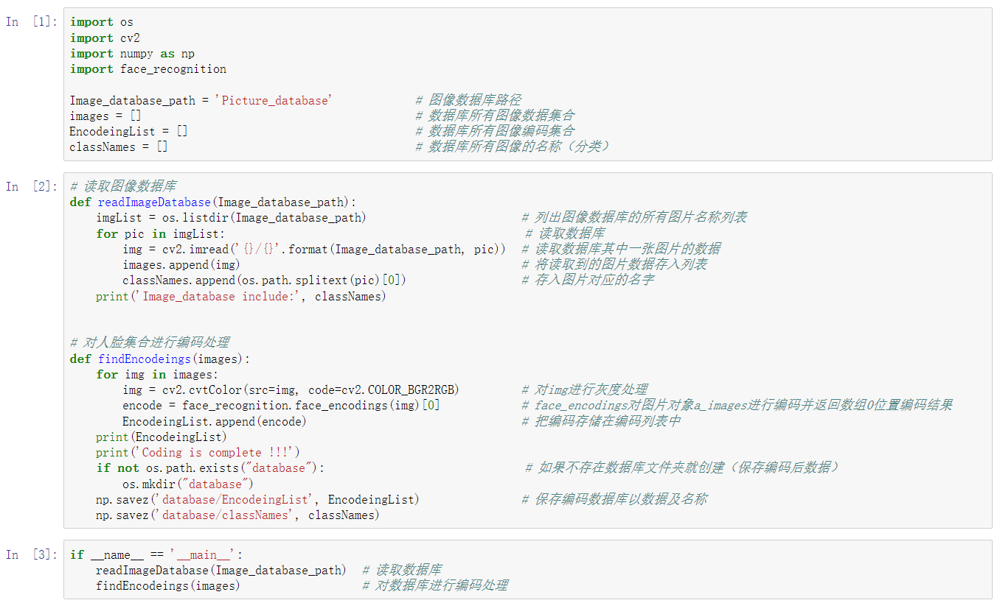 In [1]:
import os
import cv2
import numpy as np
import face_recognition
Image_database_path = 'Picture_database' # 图像数据库路径
images = [] # 数据库所有图像数据集合
EncodeingList = [] # 数据库所有图像编码集合
classNames = [] # 数据库所有图像的名称（分类）
In [2]:
# 读取图像数据库
def readImageDatabase(Image_database_path):
imgList = os.listdir(Image_database_path) # 列出图像数据库的所有图片名称列表
for pic in imgList: # 读取数据库
img = cv2.imread('{}/{}'.format(Image_database_path, pic)) # 读取数据库其中一张图片的数据
images.append(img) # 将读取到的图片数据存入列表
classNames.append(os.path.splitext(pic)[0]) # 存入图片对应的名字
print('Image_database include:', classNames)
# 对人脸集合进行编码处理
def findEncodeings(images):
for img in images:
img = cv2.cvtColor(src=img, code=cv2.COLOR_BGR2RGB) # 对img进行灰度处理
encode = face_recognition.face_encodings(img)[0] # face_encodings对图片对象a_images进行编码并返回数组0位置编码结果
EncodeingList.append(encode) # 把编码存储在编码列表中
print(EncodeingList)
print('Coding is complete !!!')
if not os.path.exists("database"): # 如果不存在数据库文件夹就创建（保存编码后数据）
os.mkdir("database")
np.savez('database/EncodeingList', EncodeingList) # 保存编码数据库以数据及名称
np.savez('database/classNames', classNames)
In [3]:
if __name__ == '__main__':
readImageDatabase(Image_database_path) # 读取数据库
findEncodeings(images) # 对数据库进行编码处理